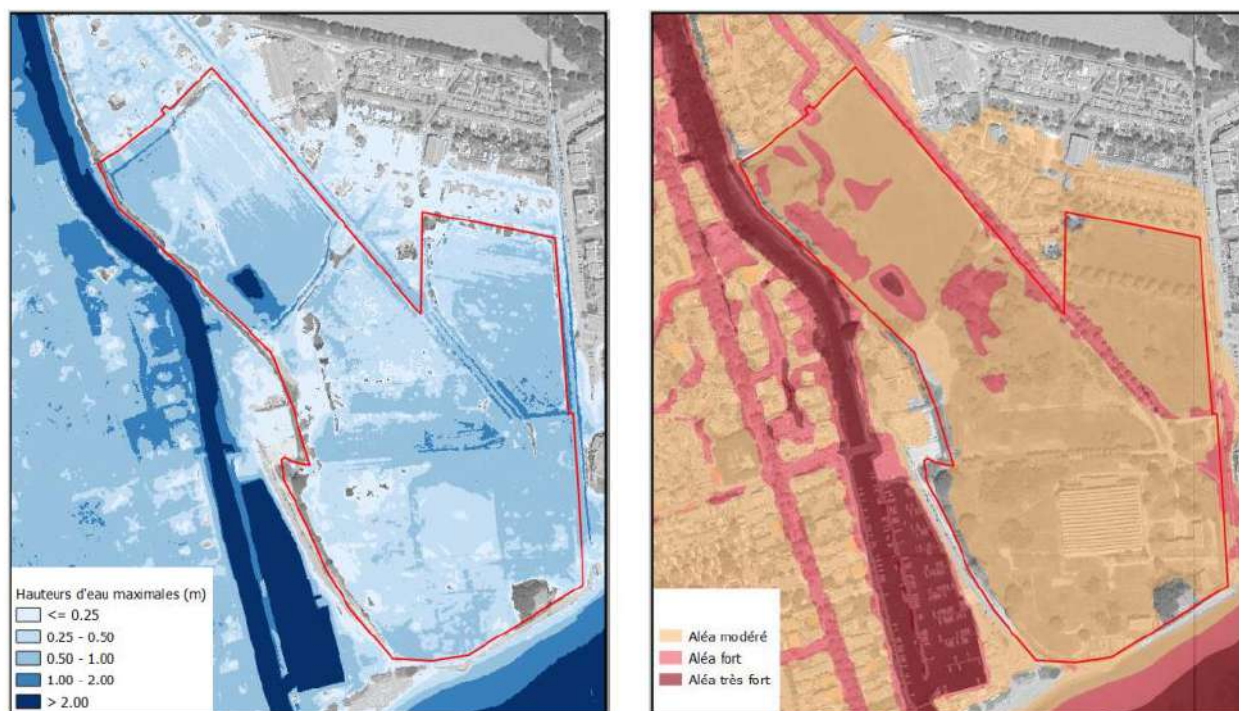 Hauteurs d'eau maximales (m)
<= 0.25
0.25 - 0.50
0.50 - 1.00
1.00 - 2.00
> 2.00
Aléa modéré
Aléa fort
Aléa très fort